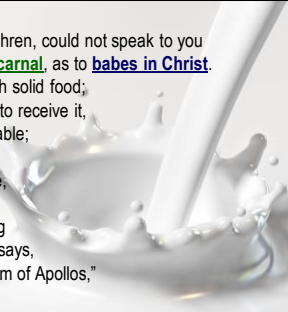 hren, could not speak to you
carnal, as to babes in Christ.
h solid food;
to receive it,
able;
e,
g
says,
m of Apollos,”